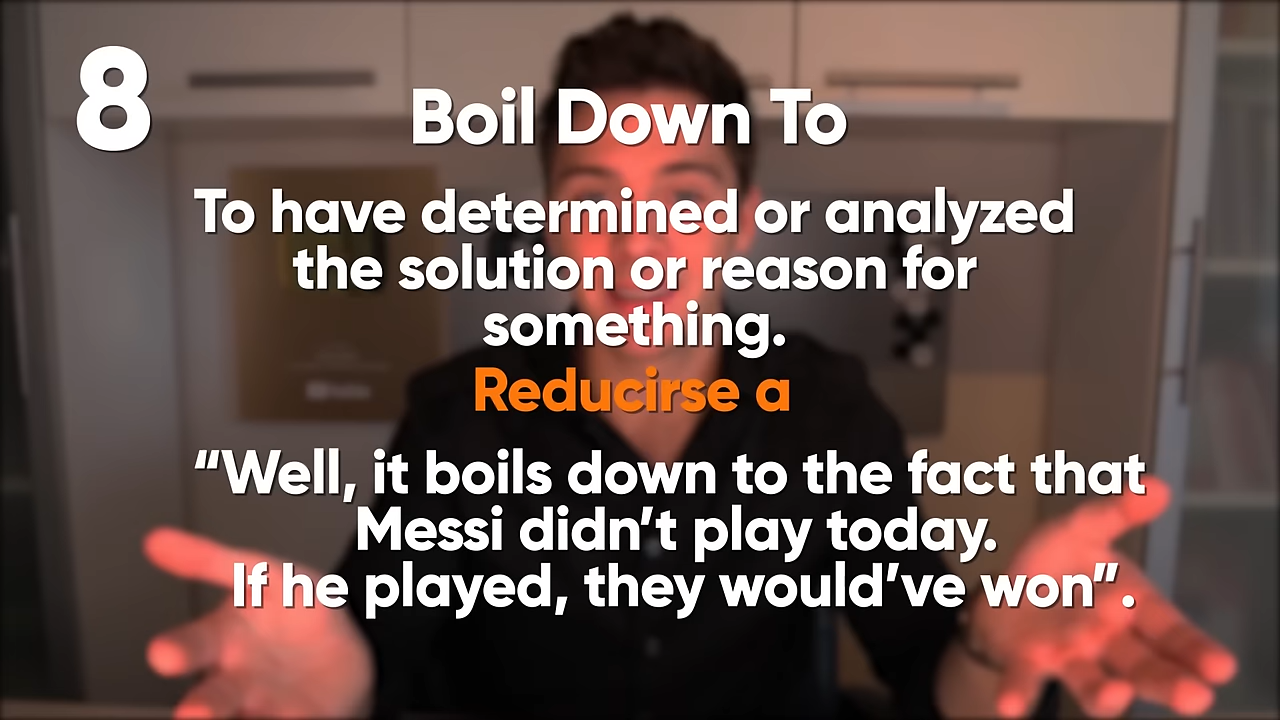 8
Boil Down To
To have determined or analyzed
the solution or reason for
something.
Reducirse a
“Well, it boils down to the fact that
Messi didn’t play today.
If he played, they would’ve won”.